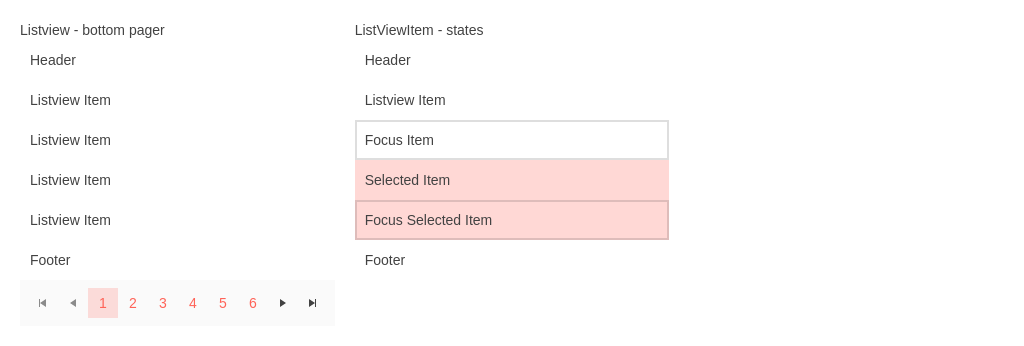 Listview - bottom pager
Header
Listview Item
Listview Item
Listview Item
Listview Item
Footer
1 2 3 4 5 6
ListViewItem - states
Header
Listview Item
Focus Item
Selected Item
Focus Selected Item
Footer